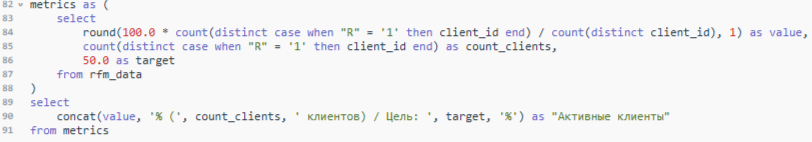 82 metrics as (
83 select
84 round(100.0 * count(distinct case when "R" = '1' then client_id end) / count(distinct client_id), 1) as value,
85 count(distinct case when "R" = '1' then client_id end) as count_clients,
86 50.0 as target
87 from rfm_data
88 )
89 select
90 concat(value, '% (', count_clients, ' клиентов) / Цель: ', target, '%') as "Активные клиенты"
91 from metrics